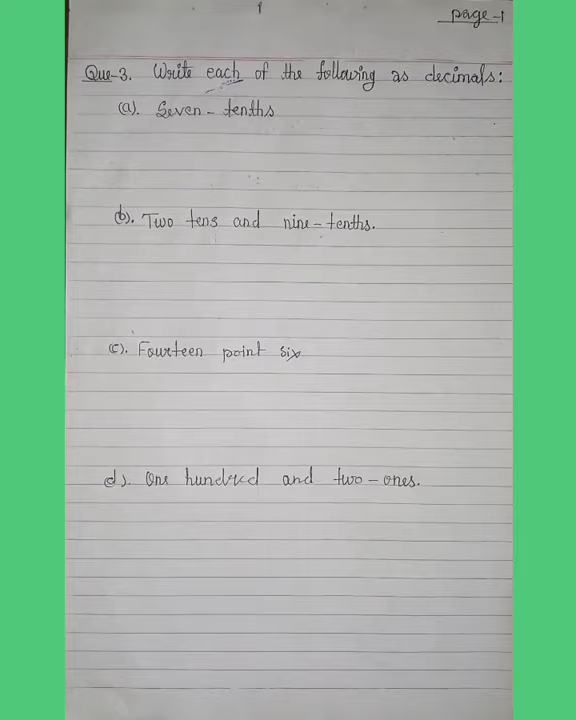 page-1
Que-3. Write each of the following as decimals:
(a). Seven-tenths
(b). Two tens and nine-tenths.
(c). Fourteen point six
(d). One hundred and two-ones.